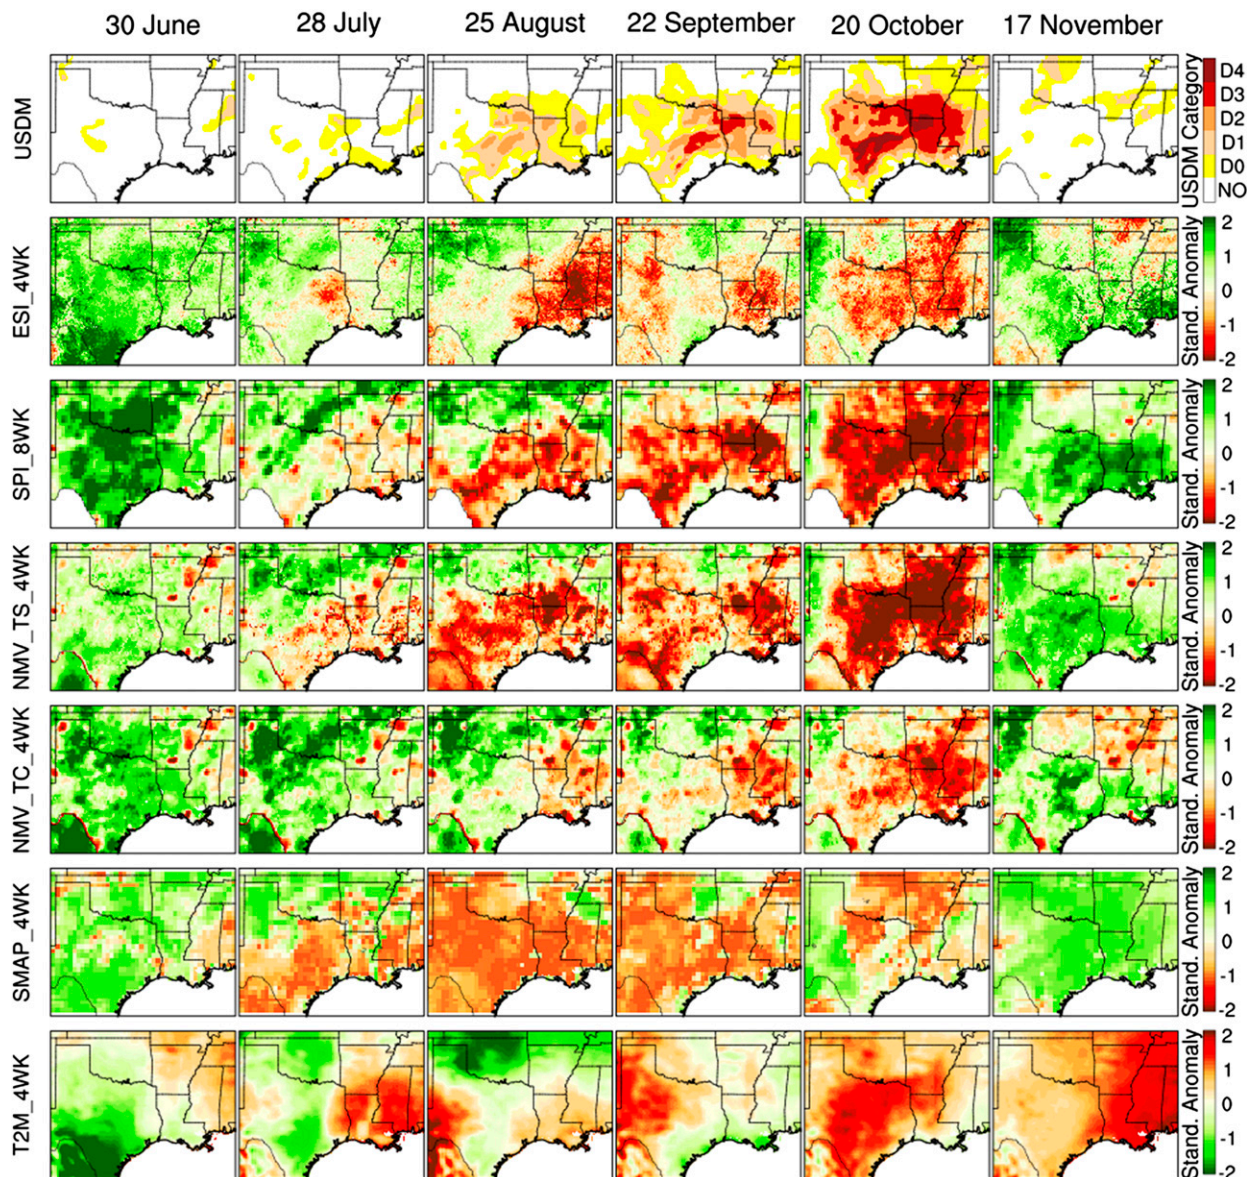 30 June 28 July 25 August 22 September 20 October 17 November
USDM
USDM Category
D4
D3
D2
D1
D0
NO
ESI_4WK
Stand. Anomaly
2
1
0
-1
-2
SPI_8WK
Stand. Anomaly
2
1
0
-1
-2
NMV_TS_4WK
Stand. Anomaly
2
1
0
-1
-2
NMV_TC_4WK
Stand. Anomaly
2
1
0
-1
-2
SMAP_4WK
Stand. Anomaly
2
1
0
-1
-2
T2M_4WK
Stand. Anomaly
2
1
0
-1
-2